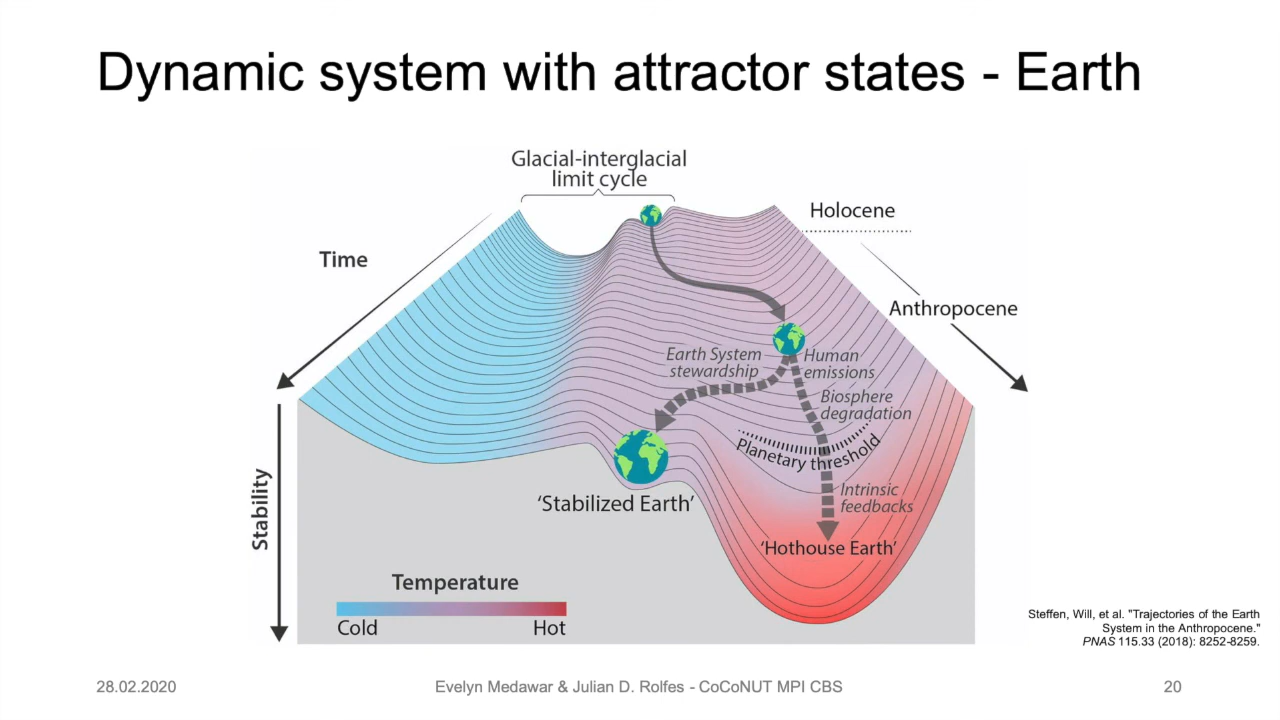 Dynamic system with attractor states - Earth
Glacial-interglacial
limit cycle
Holocene
Time
Anthropocene
Earth System
stewardship
Human
emissions
Biosphere
degradation
Planetary threshold
Stability
'Stabilized Earth'
Intrinsic
feedbacks
'Hothouse Earth'
Temperature
Cold
Hot
Steffen, Will, et al. "Trajectories of the Earth
System in the Anthropocene."
PNAS 115.33 (2018): 8252-8259.
28.02.2020
Evelyn Medawar & Julian D. Rolfes - CoCoNUT MPI CBS
20